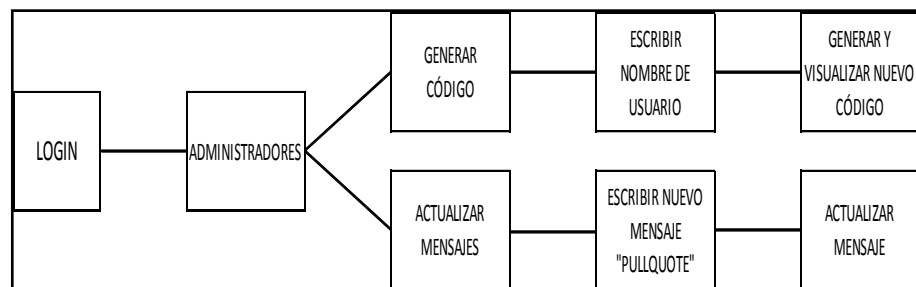 LOGIN
ADMINISTRADORES
GENERAR
CÓDIGO
ESCRIBIR
NOMBRE DE
USUARIO
GENERAR Y
VISUALIZAR NUEVO
CÓDIGO
ACTUALIZAR
MENSAJES
ESCRIBIR NUEVO
MENSAJE
"PULLQUOTE"
ACTUALIZAR
MENSAJE